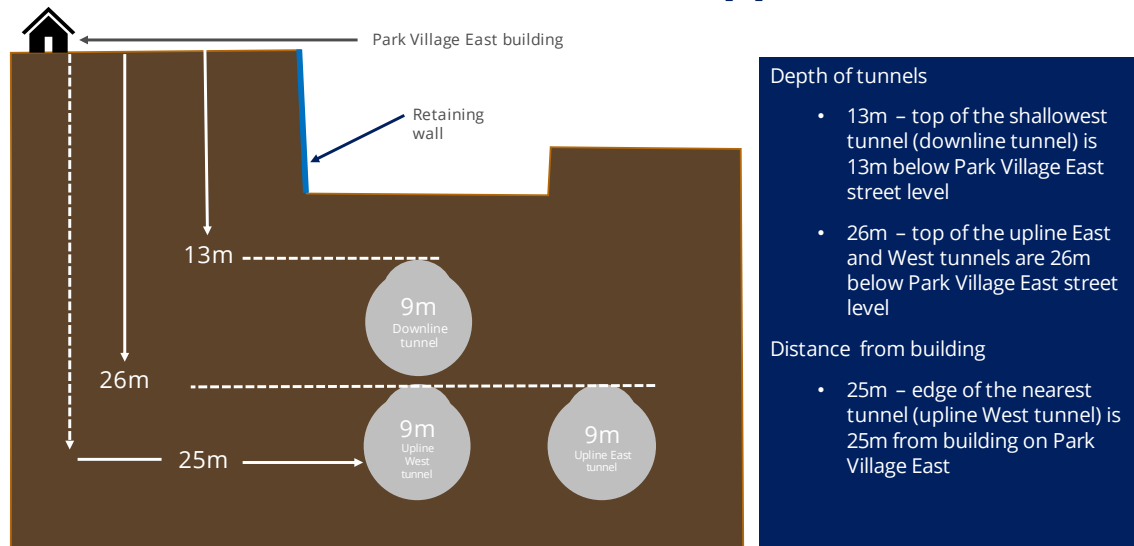 Park Village East building
Retaining
wall
13m
9m
Downline
tunnel
26m
9m
Upline
West
tunnel
9m
Upline East
tunnel
25m
Depth of tunnels
• 13m – top of the shallowest
tunnel (downline tunnel) is
13m below Park Village East
street level
• 26m – top of the upline East
and West tunnels are 26m
below Park Village East street
level
Distance from building
• 25m – edge of the nearest
tunnel (upline West tunnel) is
25m from building on Park
Village East